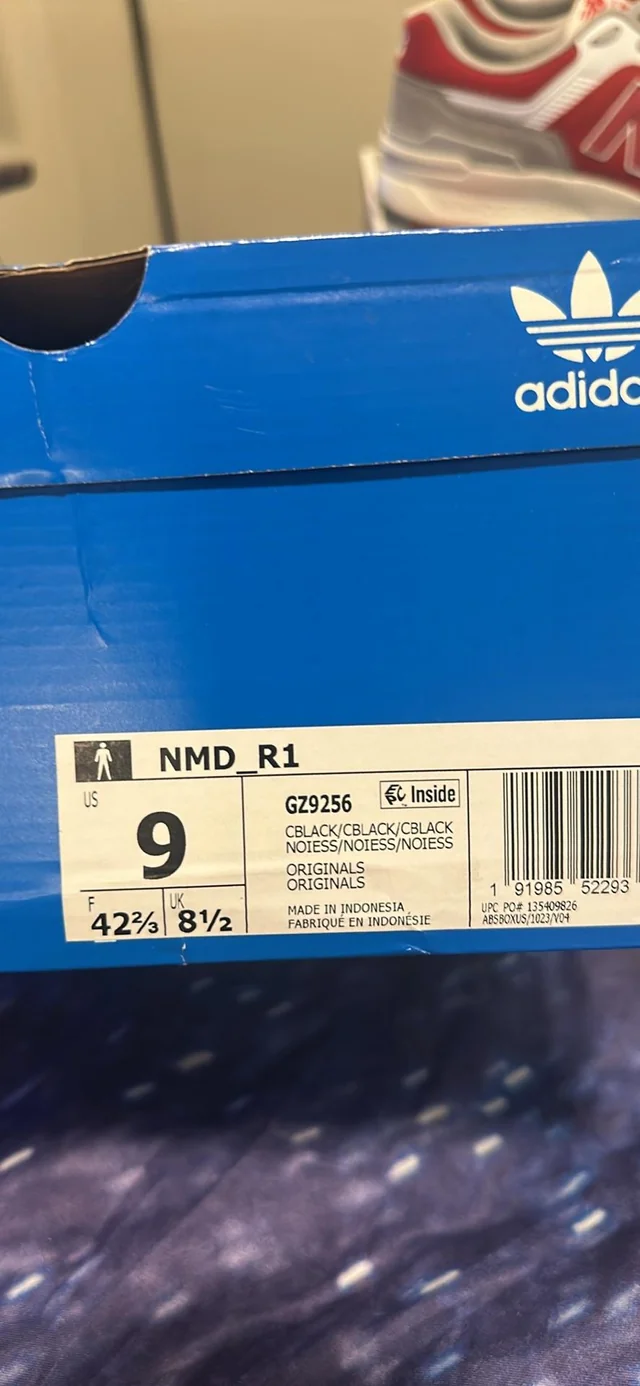 adida
NMD_R1
US
9
F
42⅔
UK
8½
GZ9256
Inside
CBLACK/CBLACK/CBLACK
NOIESS/NOIESS/NOIESS
ORIGINALS
ORIGINALS
MADE IN INDONESIA
FABRIQUÉ EN INDONÉSIE
1 91985 52293
UPC PO# 135409826
ABSBOXUS/1023/V04